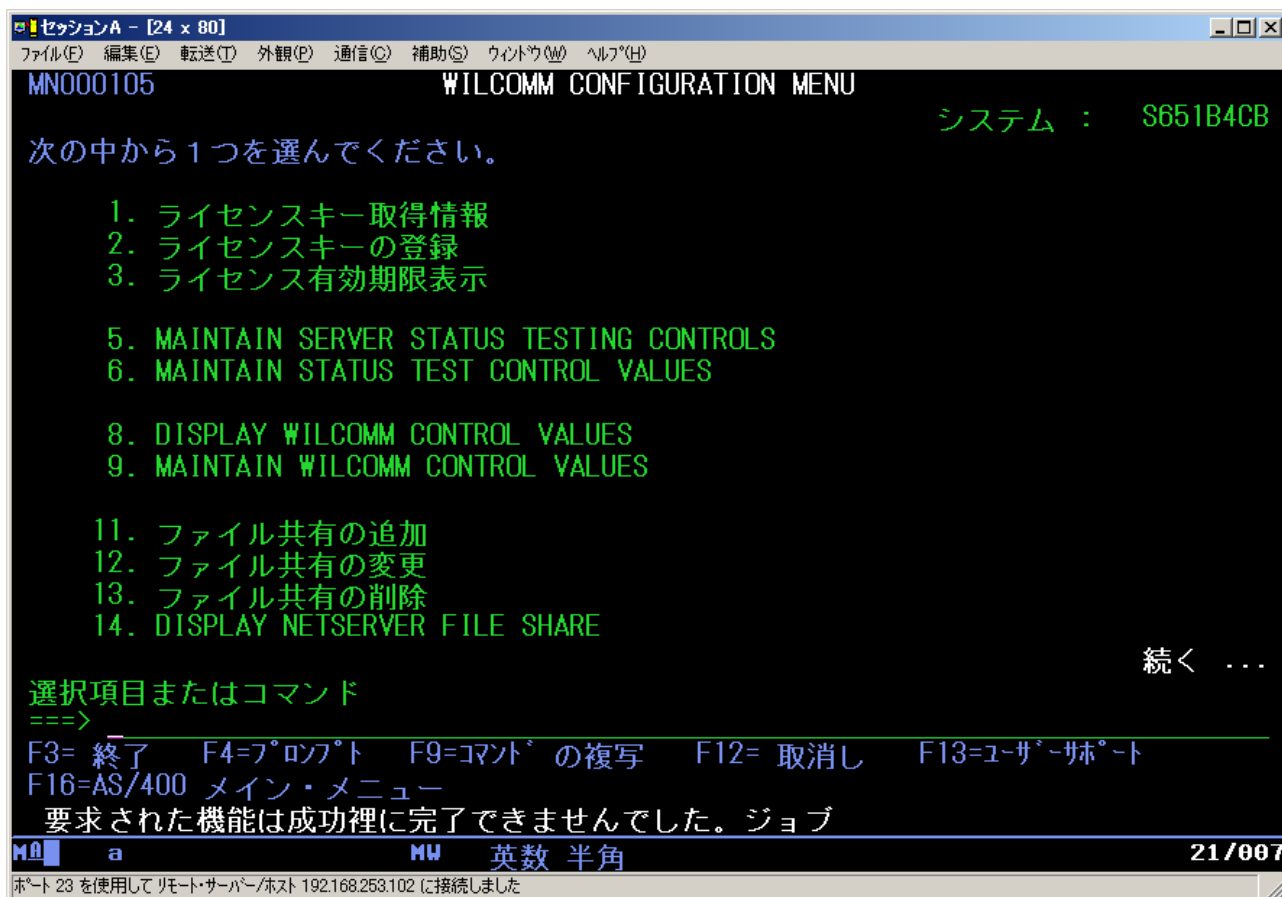 セッションA - [24 x 80]
ファイル(F) 編集(E) 転送(T) 外観(P) 通信(C) 補助(S) ウィンドウ(W) ヘルプ(H)
MN000105 WILCOMM CONFIGURATION MENU
システム : S651B4CB
次の中から1つを選んでください。
1. ライセンスキー取得情報
2. ライセンスキーの登録
3. ライセンス有効期限表示
5. MAINTAIN SERVER STATUS TESTING CONTROLS
6. MAINTAIN STATUS TEST CONTROL VALUES
8. DISPLAY WILCOMM CONTROL VALUES
9. MAINTAIN WILCOMM CONTROL VALUES
11. ファイル共有の追加
12. ファイル共有の変更
13. ファイル共有の削除
14. DISPLAY NETSERVER FILE SHARE
続く ...
選択項目またはコマンド
===>
F3= 終了 F4=プロンプト F9=コマンド の複写 F12= 取消し F13=ユーザーサポート
F16=AS/400 メイン・メニュー
要求された機能は成功裡に完了できませんでした。ジョブ
MA a MW 英数 半角 21/007
ポート 23 を使用して リモート・サーバー/ホスト 192.168.253.102 に接続しました